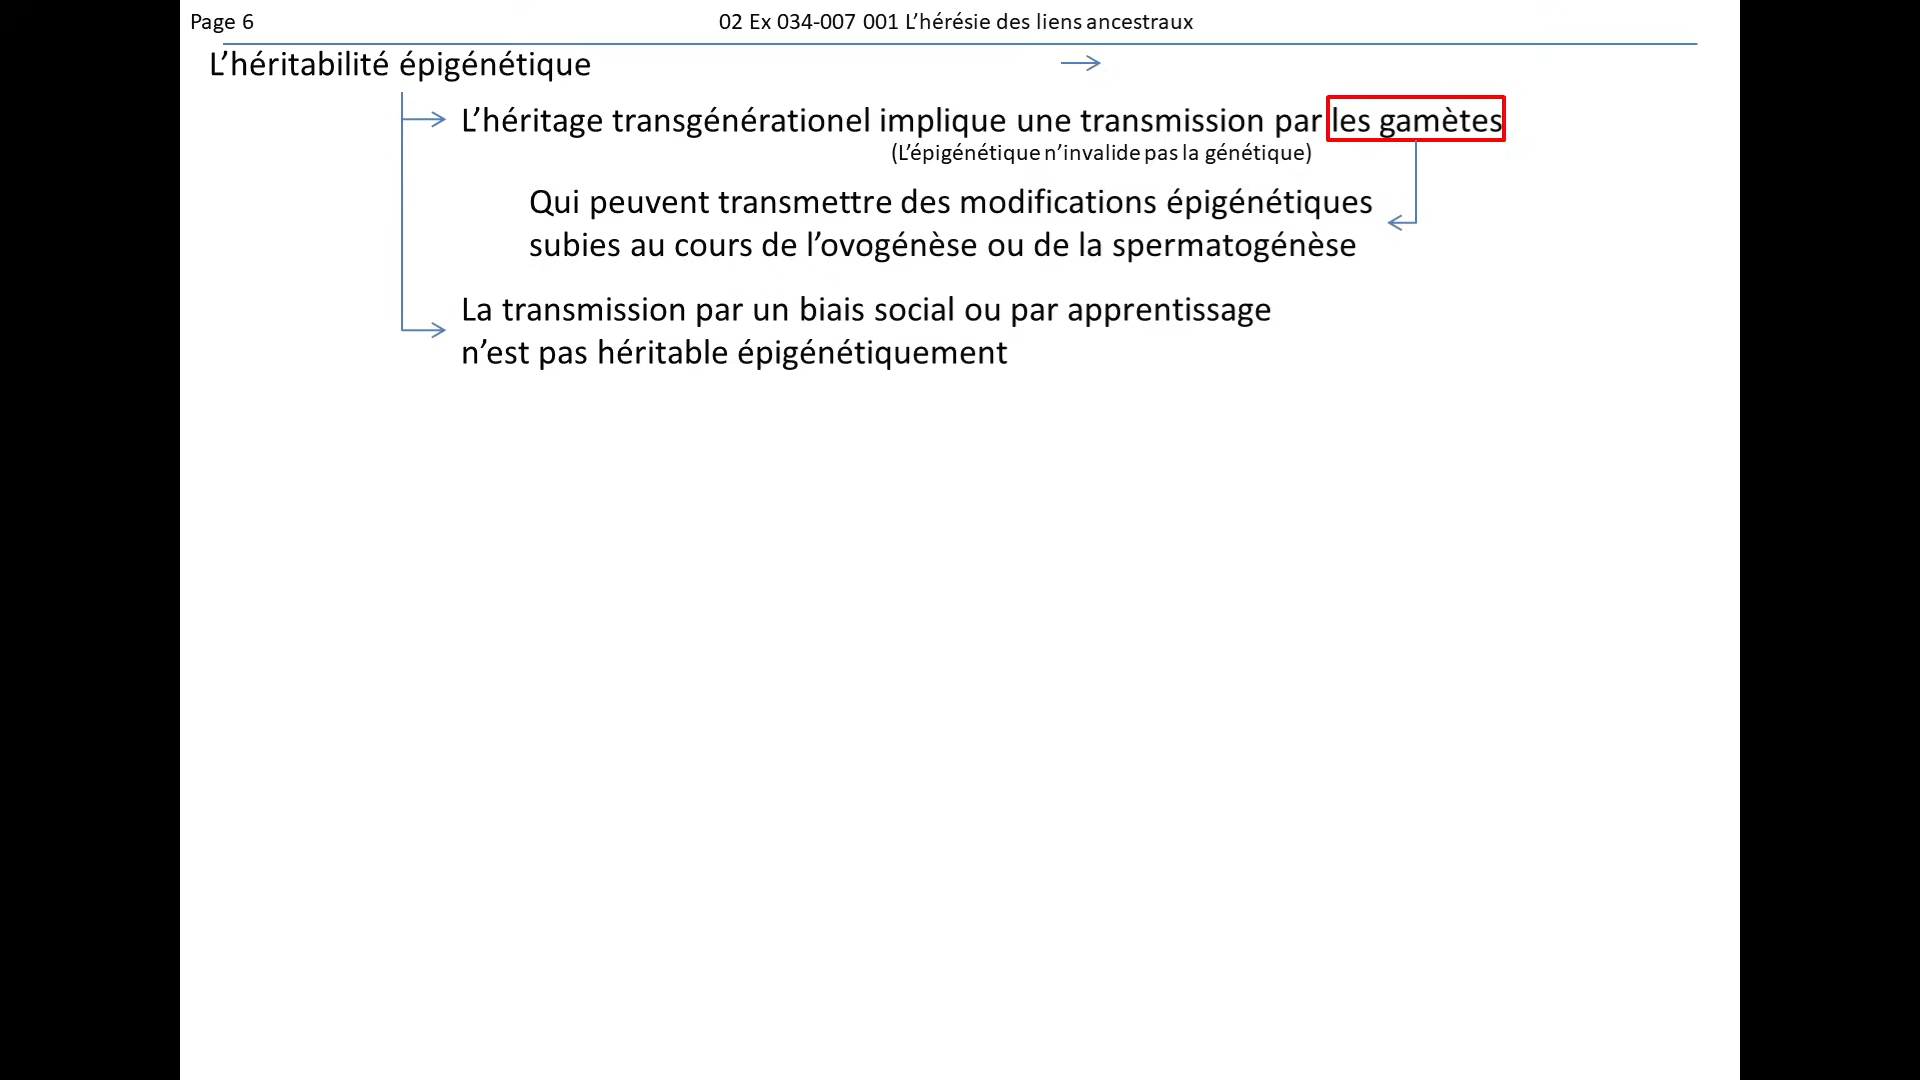 Page 6
02 Ex 034-007 001 L’hérésie des liens ancestraux
L’héritabilité épigénétique
L’héritage transgénérationel implique une transmission par les gamètes
(L’épigénétique n’invalide pas la génétique)
Qui peuvent transmettre des modifications épigénétiques
subies au cours de l’ovogénèse ou de la spermatogénèse
La transmission par un biais social ou par apprentissage
n’est pas héritable épigénétiquement